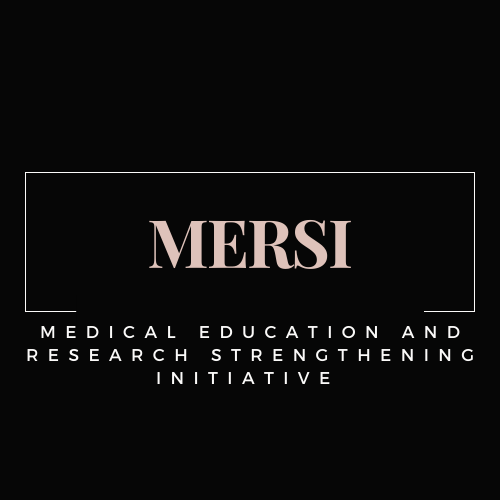 MERSI
MEDICAL EDUCATION AND
RESEARCH STRENGTHENING
INITIATIVE